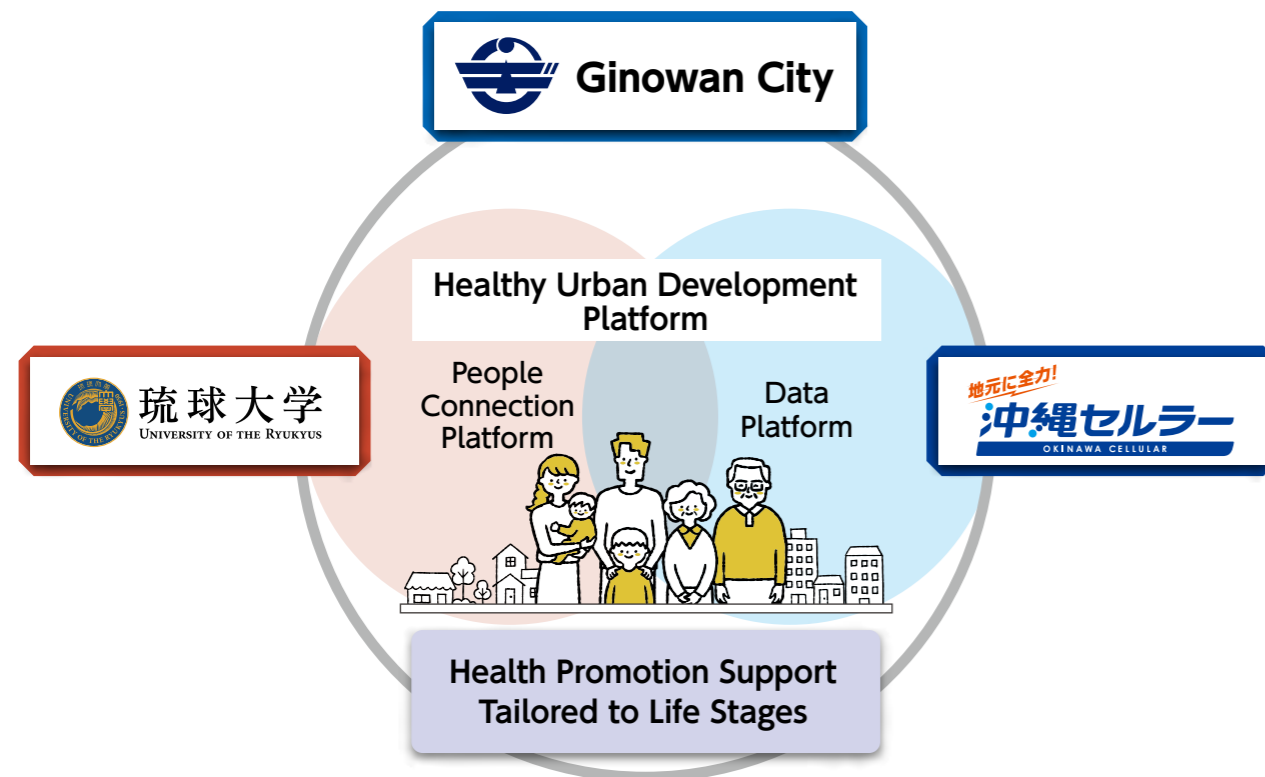 Ginowan City
Healthy Urban Development
Platform
People
Connection
Platform
Data
Platform
琉球大学
UNIVERSITY OF THE RYUKYUS
地元に全力!
沖縄セルラー
OKINAWA CELLULAR
Health Promotion Support
Tailored to Life Stages